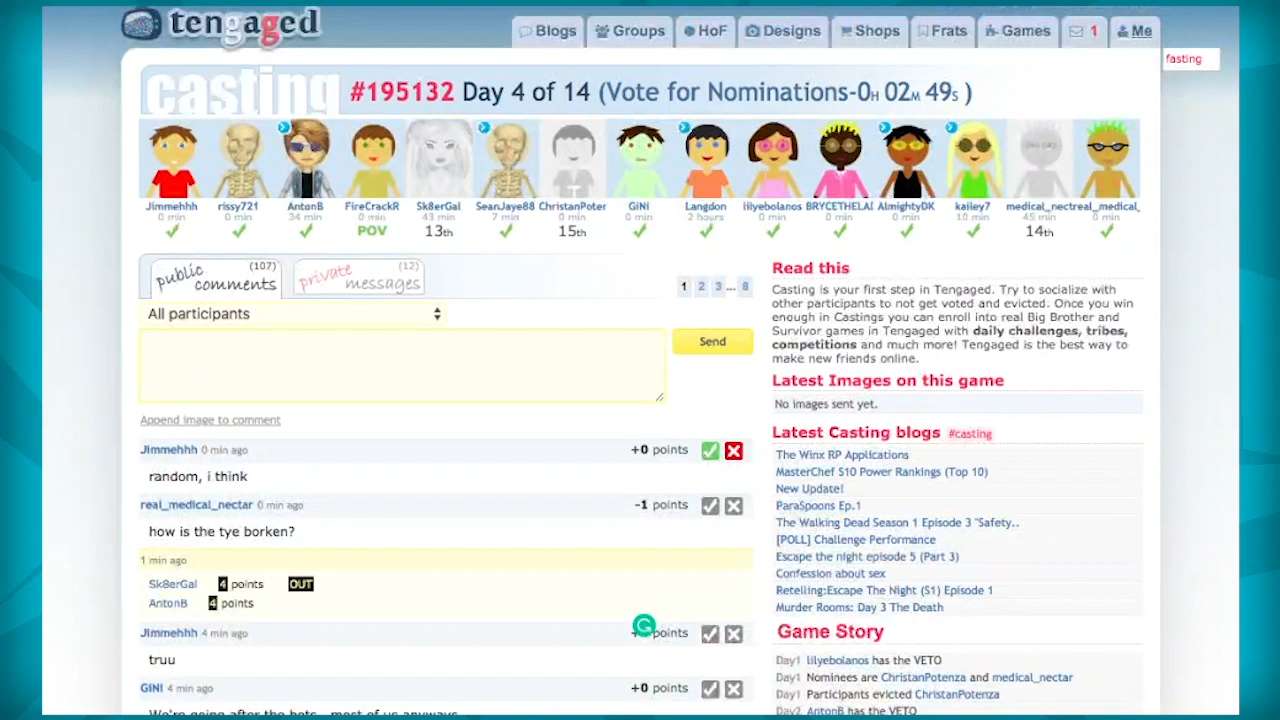 tengaged
Blogs
Groups
HoF
Designs
Shops
Frats
Games
1
Me
fasting
casting
#195132 Day 4 of 14 (Vote for Nominations-0H 02M 49S )
Jimmehhh
rissy721
AntonB
FireCrackR
Sk8erGal
SeanJaye88
ChristanPoter
GiNi
Langdon
lilyebolanos
BRYCETHELAD
AlmightyDK
kailey7
medical_nect
real_medical_
0 min
0 min
34 min
0 min
43 min
7 min
0 min
0 min
2 hours
0 min
0 min
0 min
10 min
45 min
0 min
POV
13th
15th
14th
public comments (107)
private messages (12)
1 2 3 ... 8
All participants
Send
Append image to comment
Jimmehhh 0 min ago
+0 points
random, i think
real_medical_nectar 0 min ago
-1 points
how is the tye borken?
1 min ago
Sk8erGal 4 points OUT
AntonB 4 points
Jimmehhh 4 min ago
points
truu
GiNi 4 min ago
+0 points
We're going after the bots.. most of us anyways
Read this
Casting is your first step in Tengaged. Try to socialize with
other participants to not get voted and evicted. Once you win
enough in Castings you can enroll into real Big Brother and
Survivor games in Tengaged with daily challenges, tribes,
competitions and much more! Tengaged is the best way to
make new friends online.
Latest Images on this game
No images sent yet.
Latest Casting blogs #casting
The Winx RP Applications
MasterChef S10 Power Rankings (Top 10)
New Update!
ParaSpoons Ep.1
The Walking Dead Season 1 Episode 3 "Safety..
[POLL] Challenge Performance
Escape the night episode 5 (Part 3)
Confession about sex
Retelling:Escape The Night (S1) Episode 1
Murder Rooms: Day 3 The Death
Game Story
Day1 lilyebolanos has the VETO
Day1 Nominees are ChristanPotenza and medical_nectar
Day1 Participants evicted ChristanPotenza
Day2 AntonB has the VETO